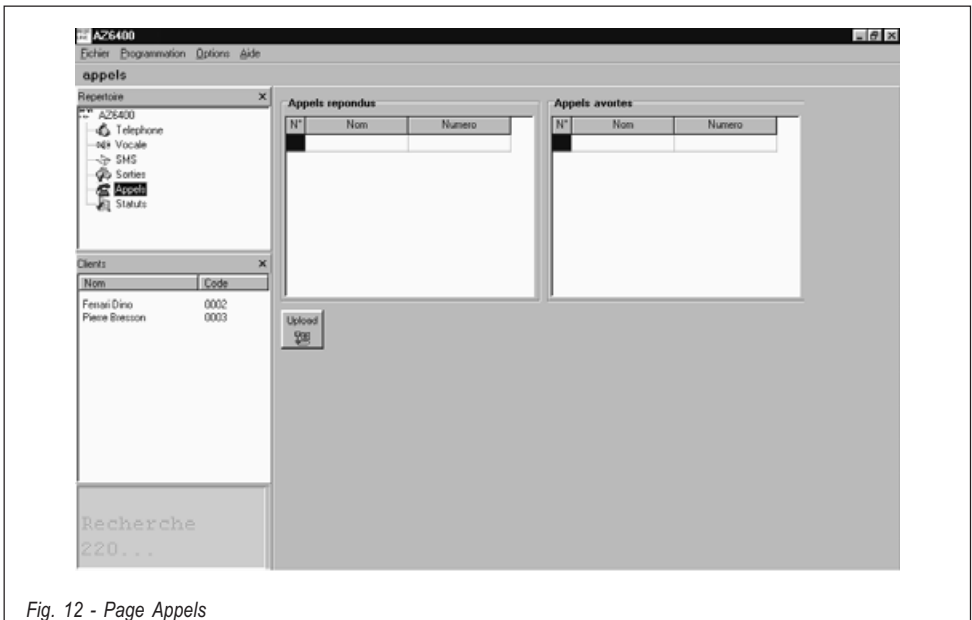 AZ6400
Fichier Programmation Options Aide
appels
Repertoire
AZ6400
Telephone
Vocale
SMS
Sorties
Appels
Statuts
Clients
Nom Code
Ferrari Dino 0002
Pierre Bresson 0003
Recherche
220...
Appels repondus
N° Nom Numero
Appels avortes
N° Nom Numero
Upload
Fig. 12 - Page Appels